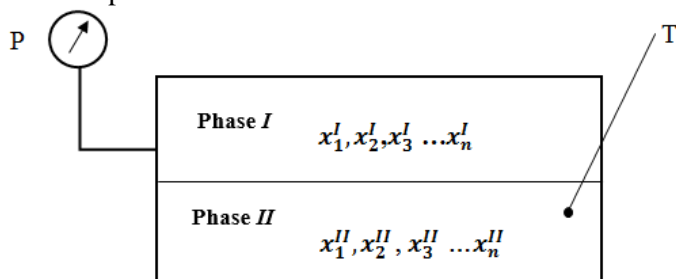 P
T
Phase I
x₁ᴵ, x₂ᴵ, x₃ᴵ …xₙᴵ
Phase II
x₁ᴵᴵ, x₂ᴵᴵ, x₃ᴵᴵ …xₙᴵᴵ